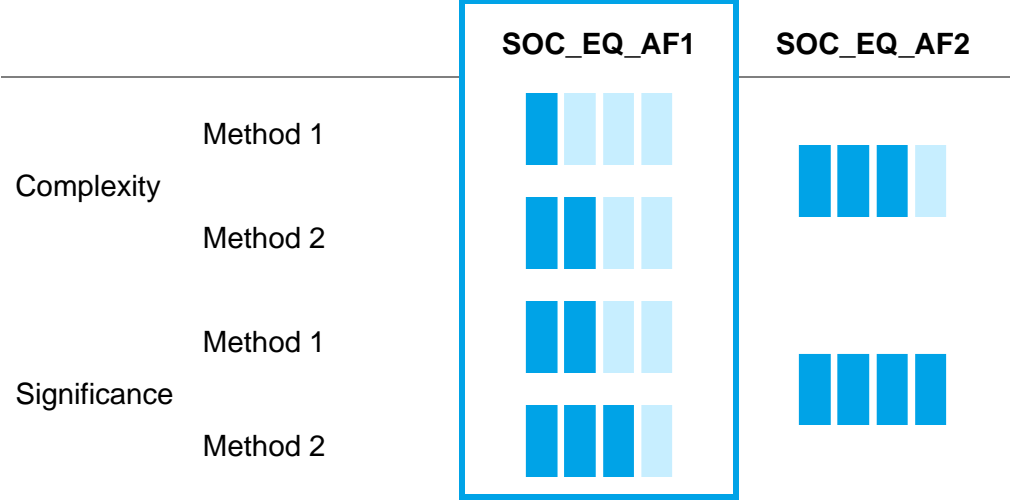 SOC_EQ_AF1 SOC_EQ_AF2
Method 1
Complexity
Method 2
Method 1
Significance
Method 2